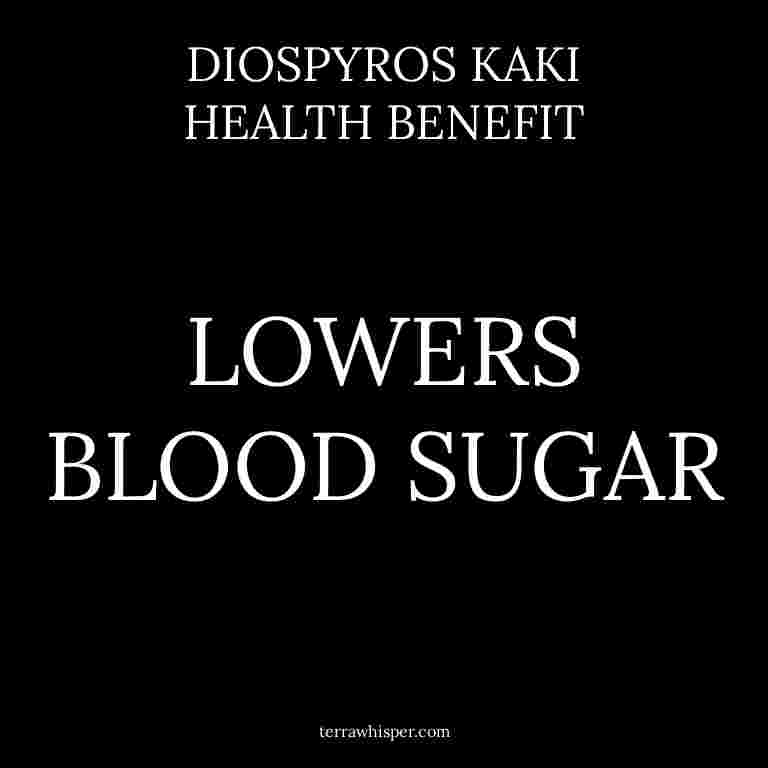 DIOSPYROS KAKI
HEALTH BENEFIT
LOWERS
BLOOD SUGAR
terrawhisper.com